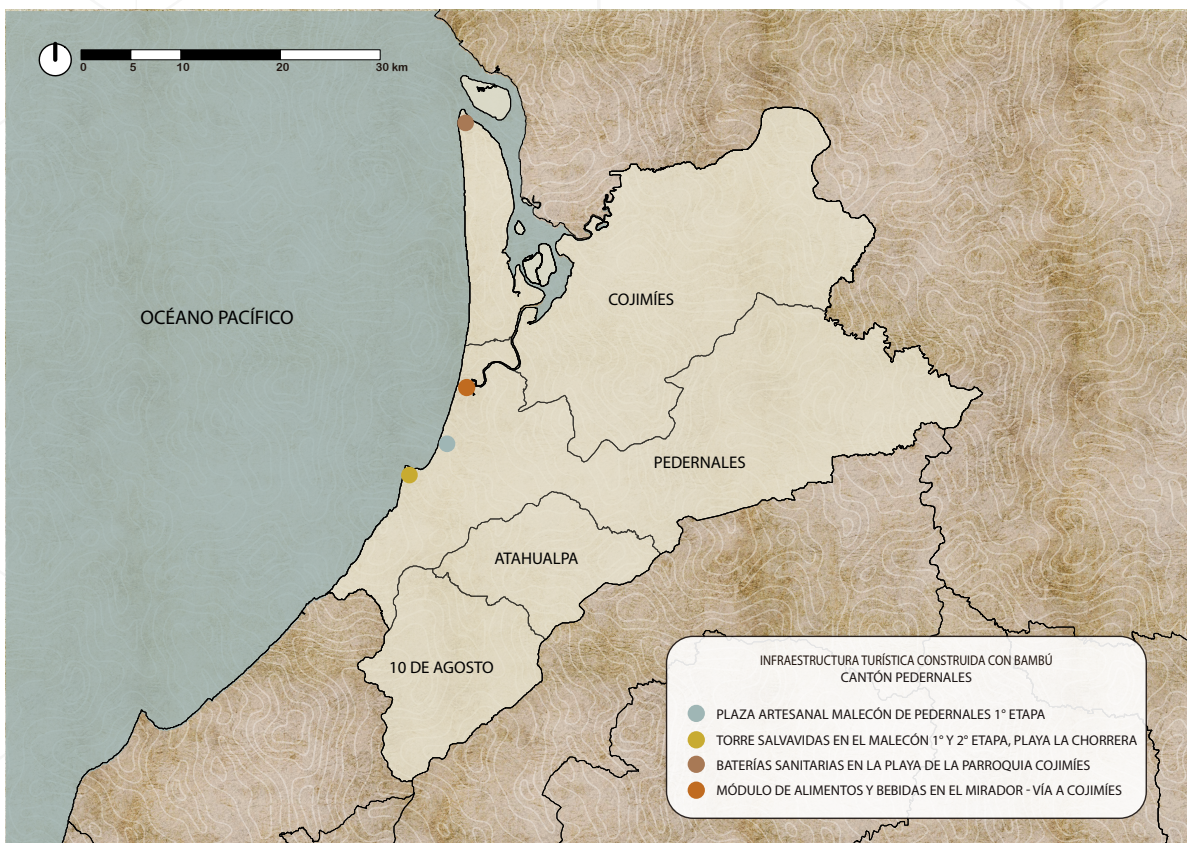 0 5 10 20 30 km
COJIMÍES
OCÉANO PACÍFICO
PEDERNALES
ATAHUALPA
10 DE AGOSTO
INFRAESTRUCTURA TURÍSTICA CONSTRUIDA CON BAMBÚ
CANTÓN PEDERNALES
PLAZA ARTESANAL MALECÓN DE PEDERNALES 1° ETAPA
TORRE SALVAVIDAS EN EL MALECÓN 1° Y 2° ETAPA, PLAYA LA CHORRERA
BATERÍAS SANITARIAS EN LA PLAYA DE LA PARROQUIA COJIMÍES
MÓDULO DE ALIMENTOS Y BEBIDAS EN EL MIRADOR - VÍA A COJIMÍES